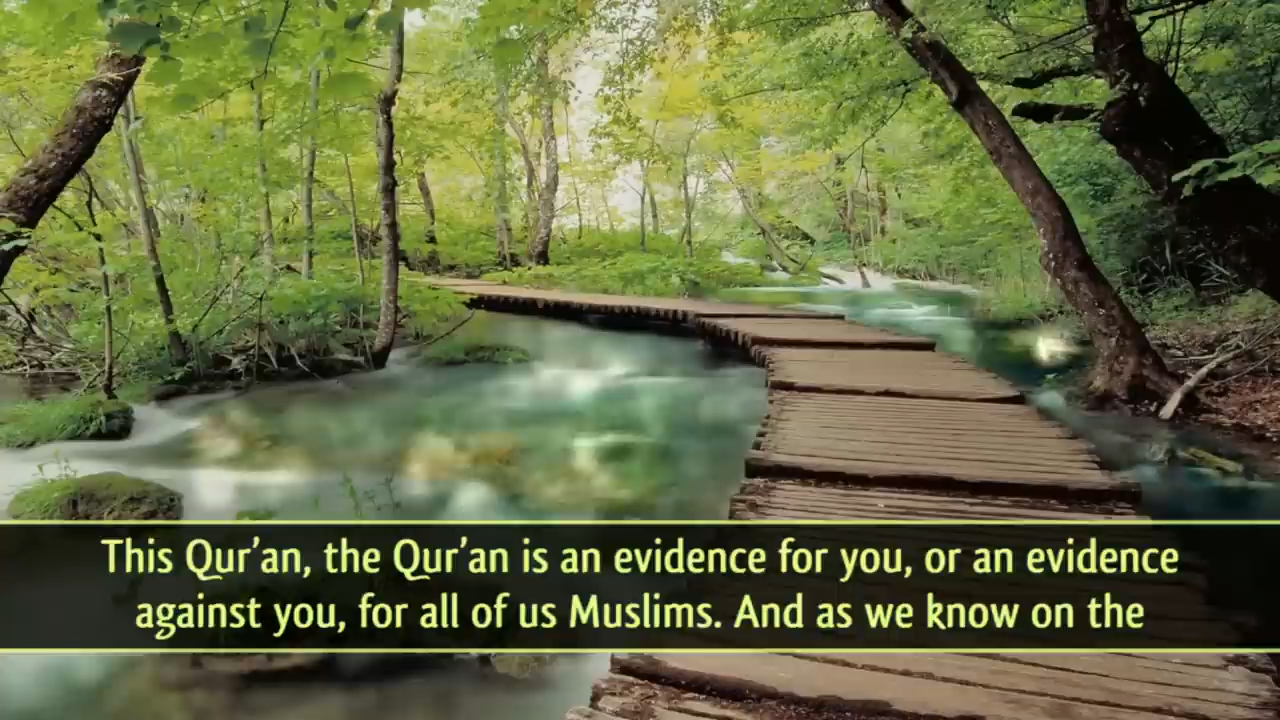 This Qur’an, the Qur’an is an evidence for you, or an evidence
against you, for all of us Muslims. And as we know on the